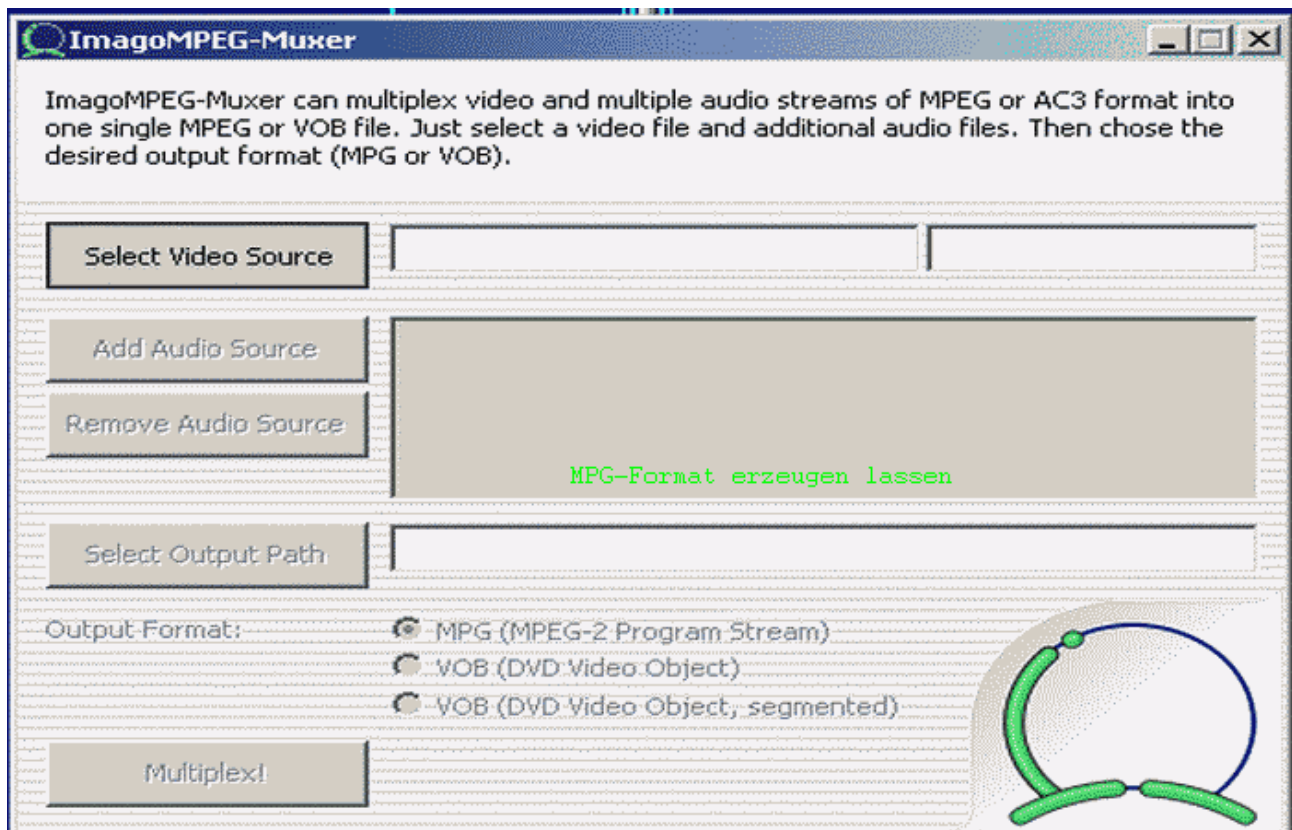 ImagoMPEG-Muxer
ImagoMPEG-Muxer can multiplex video and multiple audio streams of MPEG or AC3 format into
one single MPEG or VOB file. Just select a video file and additional audio files. Then chose the
desired output format (MPG or VOB).
Select Video Source
Add Audio Source
Remove Audio Source
MPG-Format erzeugen lassen
Select Output Path
Output Format:
MPG (MPEG-2 Program Stream)
VOB (DVD Video Object)
VOB (DVD Video Object, segmented)
Multiplex!